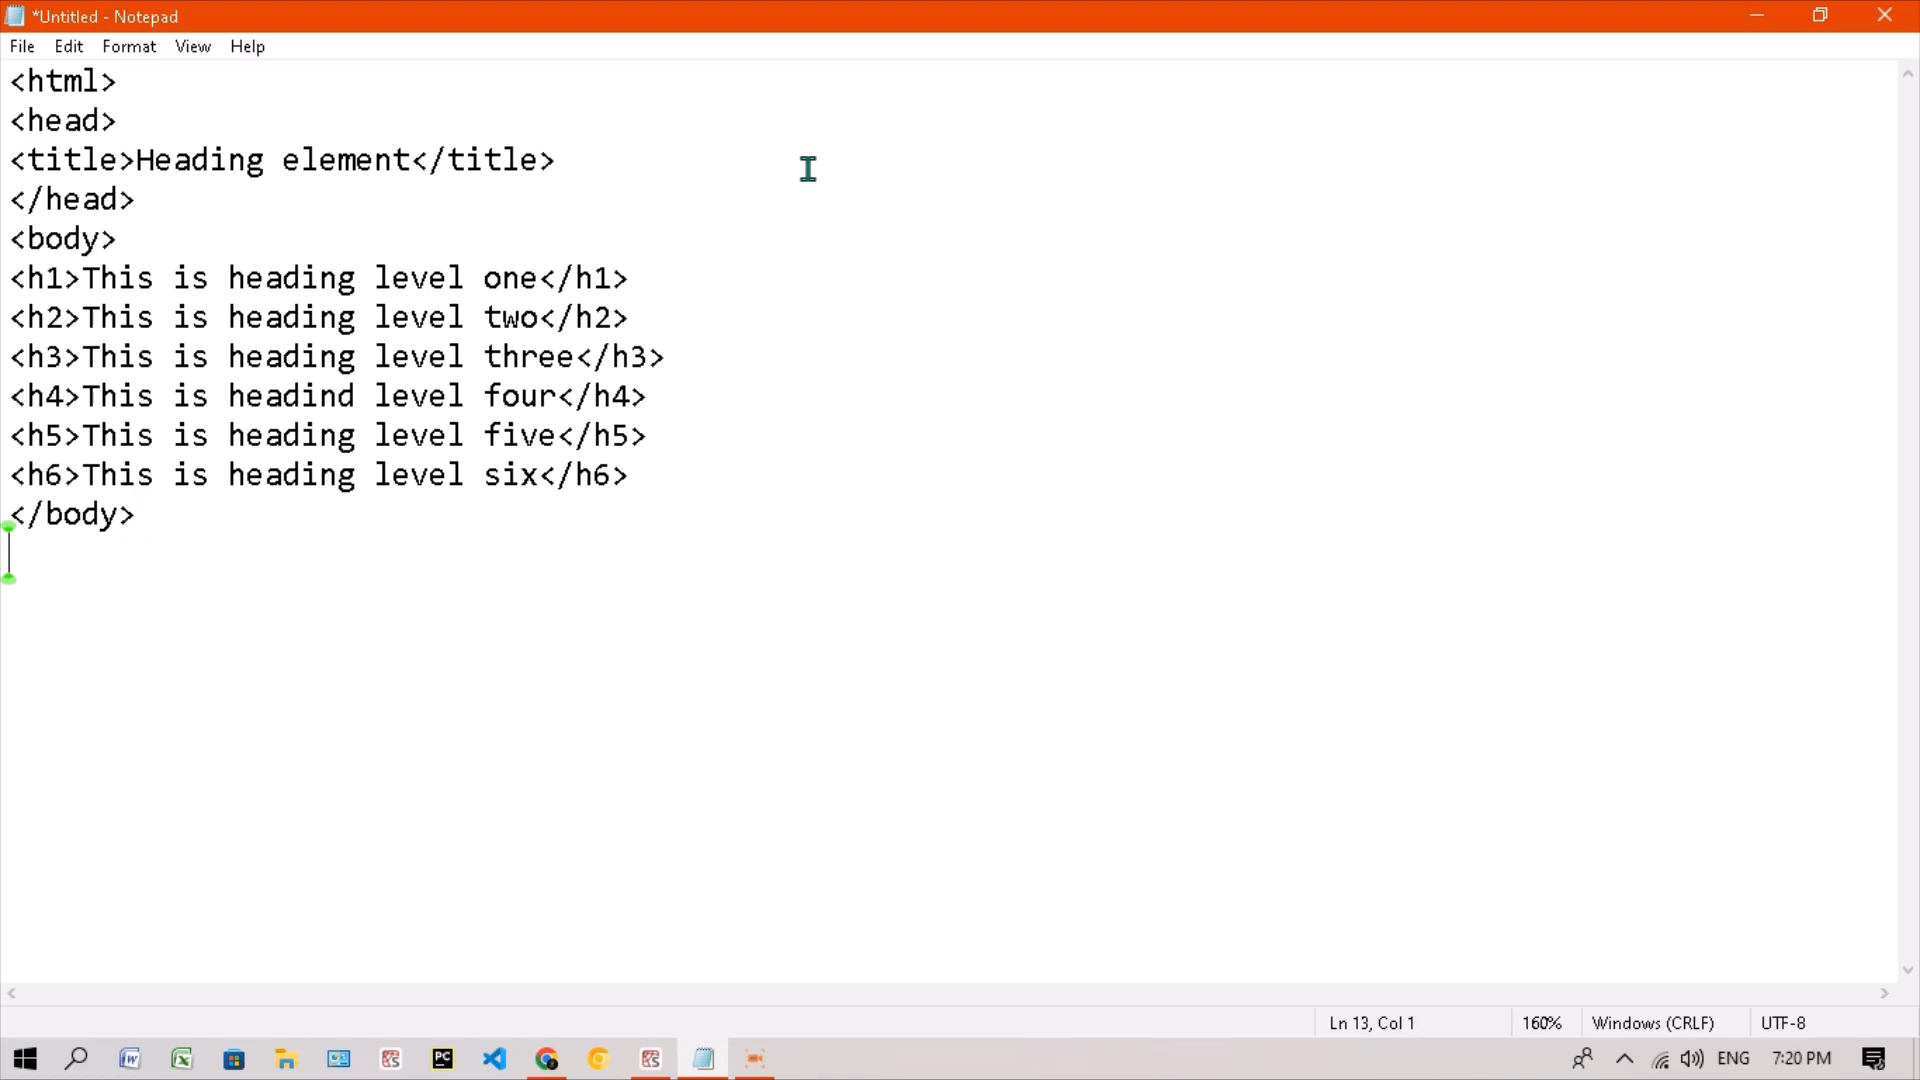 *Untitled - Notepad
File Edit Format View Help
<html>
<head>
<title>Heading element</title>
</head>
<body>
<h1>This is heading level one</h1>
<h2>This is heading level two</h2>
<h3>This is heading level three</h3>
<h4>This is headind level four</h4>
<h5>This is heading level five</h5>
<h6>This is heading level six</h6>
</body>
Ln 13, Col 1 160% Windows (CRLF) UTF-8
PC ENG 7:20 PM